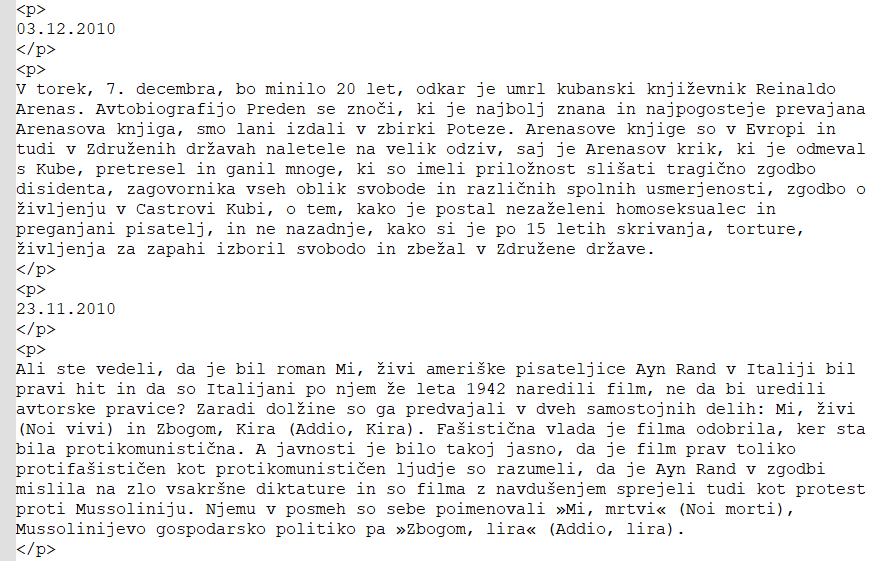 <p>
03.12.2010
</p>
<p>
V torek, 7. decembra, bo minilo 20 let, odkar je umrl kubanski književnik Reinaldo
Arenas. Avtobiografijo Preden se znoči, ki je najbolj znana in najpogosteje prevajana
Arenasova knjiga, smo lani izdali v zbirki Poteze. Arenasove knjige so v Evropi in
tudi v Združenih državah naletele na velik odziv, saj je Arenasov krik, ki je odmeval
s Kube, pretresel in ganil mnoge, ki so imeli priložnost slišati tragično zgodbo
disidenta, zagovornika vseh oblik svobode in različnih spolnih usmerjenosti, zgodbo o
življenju v Castrovi Kubi, o tem, kako je postal nezaželeni homoseksualec in
preganjani pisatelj, in ne nazadnje, kako si je po 15 letih skrivanja, torture,
življenja za zapahi izboril svobodo in zbežal v Združene države.
</p>
<p>
23.11.2010
</p>
<p>
Ali ste vedeli, da je bil roman Mi, živi ameriške pisateljice Ayn Rand v Italiji bil
pravi hit in da so Italijani po njem že leta 1942 naredili film, ne da bi uredili
avtorske pravice? Zaradi dolžine so ga predvajali v dveh samostojnih delih: Mi, živi
(Noi vivi) in Zbogom, Kira (Addio, Kira). Fašistična vlada je filma odobrila, ker sta
bila protikomunistična. A javnosti je bilo takoj jasno, da je film prav toliko
protifašističen kot protikomunističen ljudje so razumeli, da je Ayn Rand v zgodbi
mislila na zlo vsakršne diktature in so filma z navdušenjem sprejeli tudi kot protest
proti Mussoliniju. Njemu v posmeh so sebe poimenovali »Mi, mrtvi« (Noi morti),
Mussolinijevo gospodarsko politiko pa »Zbogom, lira« (Addio, lira).
</p>